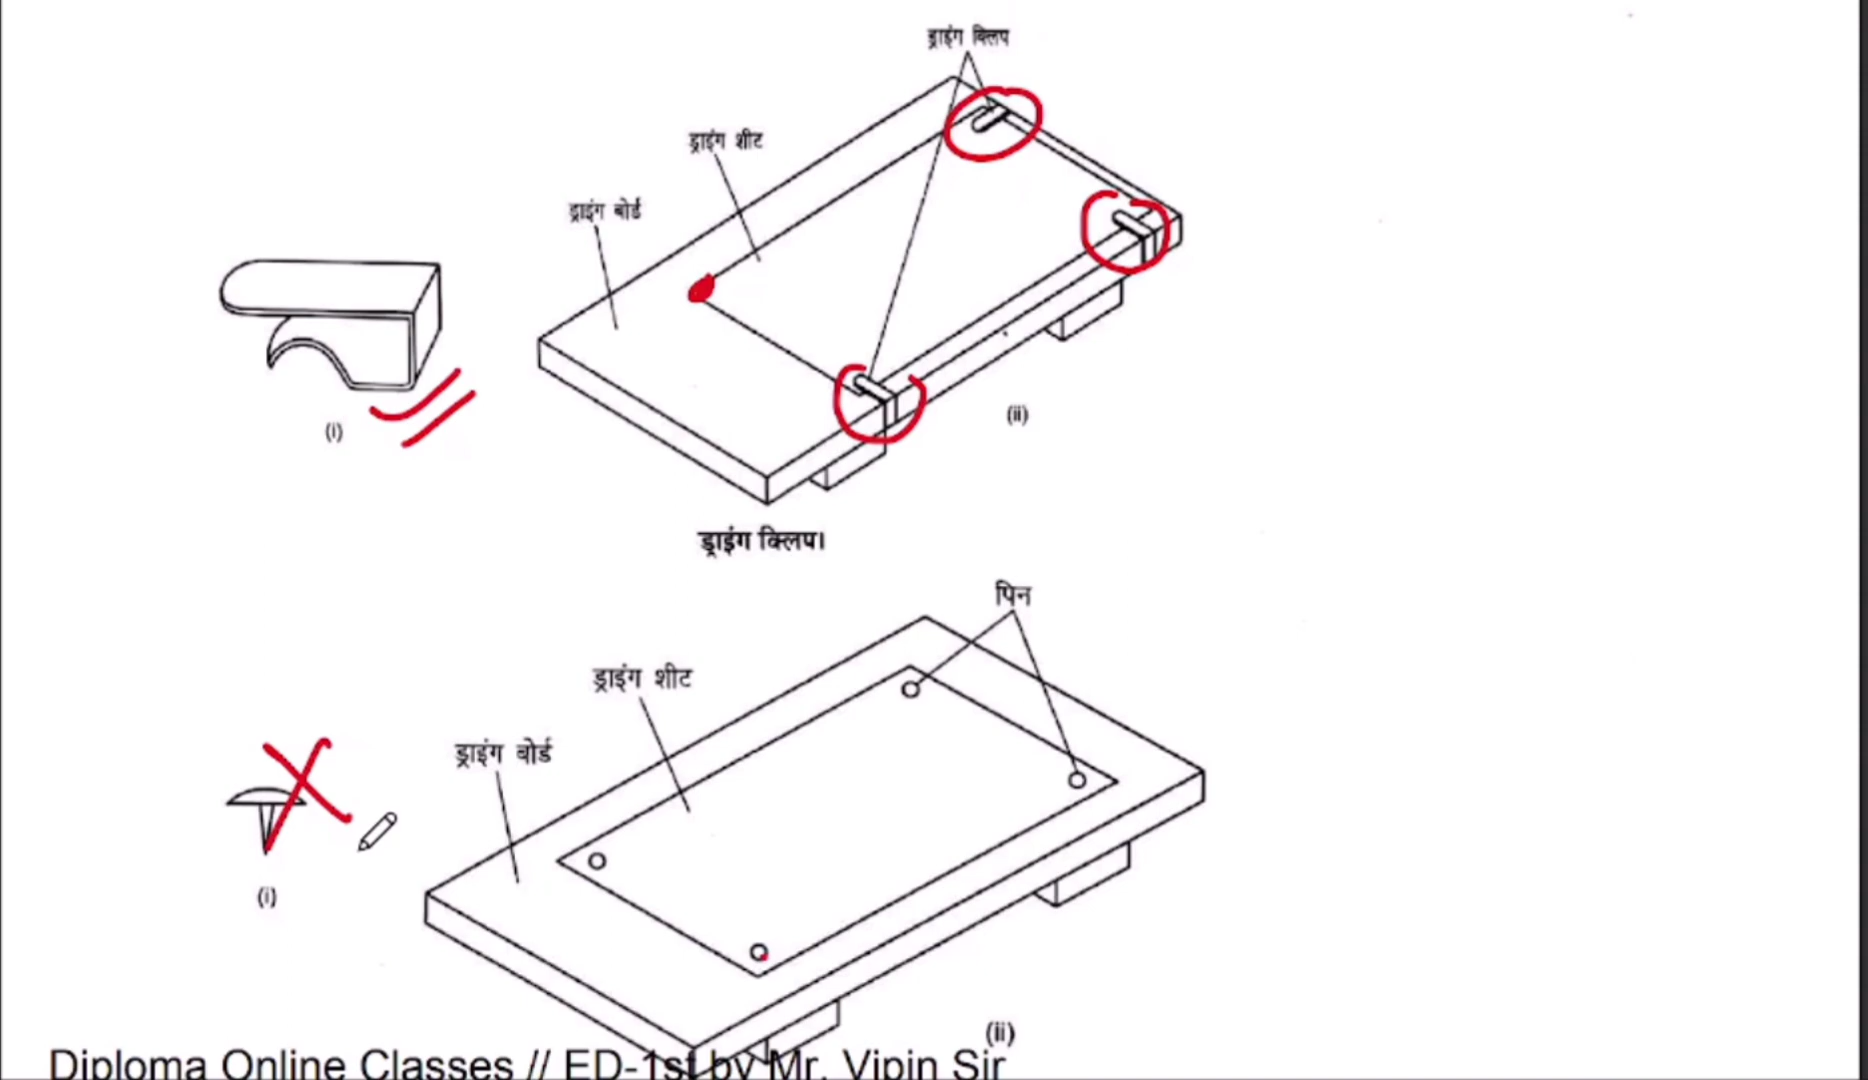 ड्राइंग क्लिप
ड्राइंग शीट
ड्राइंग बोर्ड
(i)
(ii)
ड्राइंग क्लिप।
पिन
ड्राइंग शीट
ड्राइंग बोर्ड
(i)
(ii)
Diploma Online Classes // ED-1st by Mr. Vipin Sir